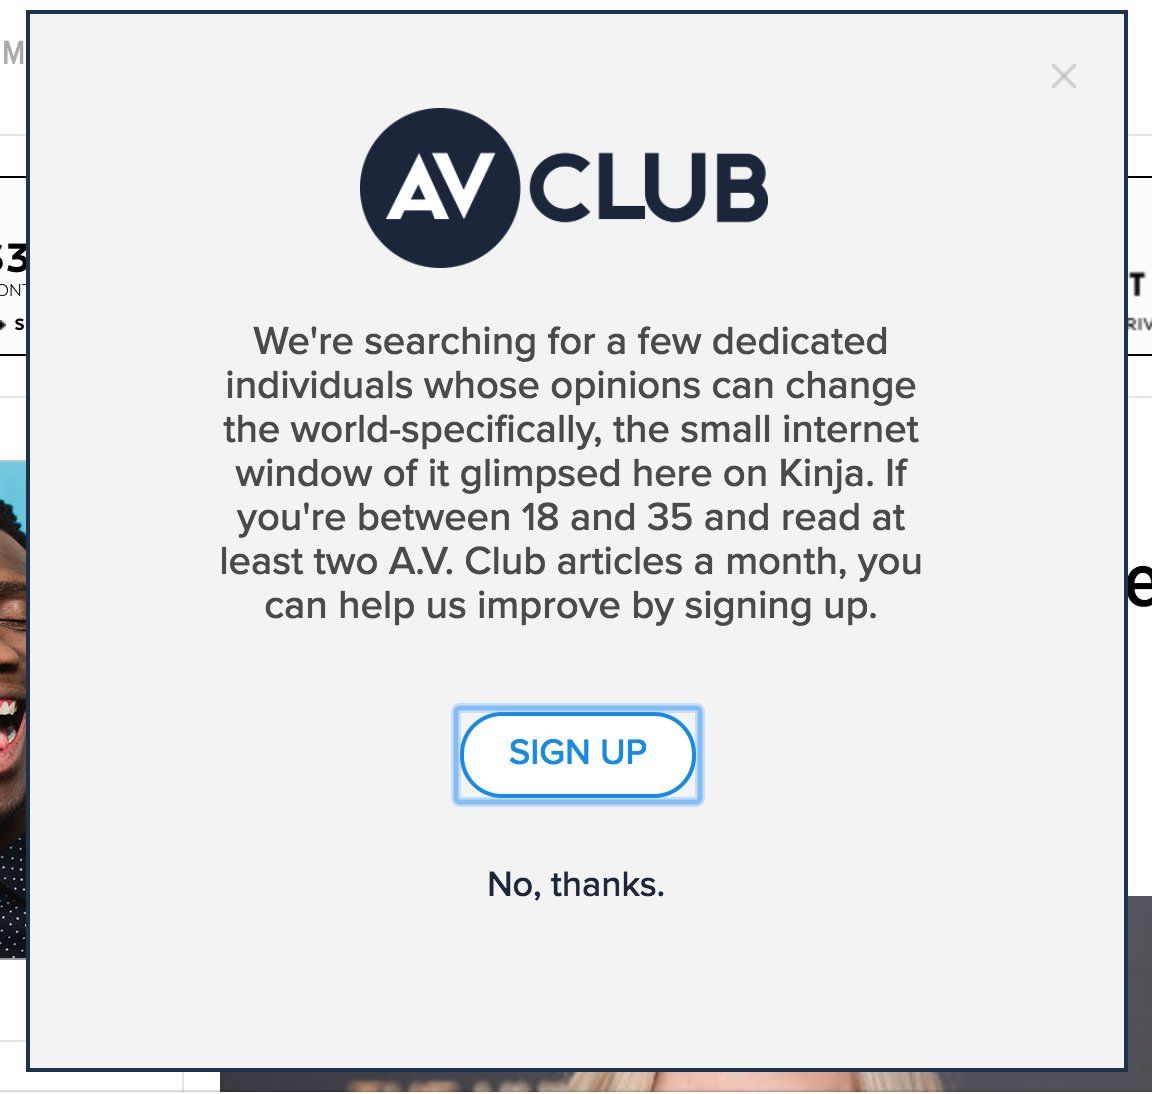 M
AV CLUB
$3
We're searching for a few dedicated
individuals whose opinions can change
the world-specifically, the small internet
window of it glimpsed here on Kinja. If
you're between 18 and 35 and read at
least two A.V. Club articles a month, you
can help us improve by signing up.
SIGN UP
No, thanks.